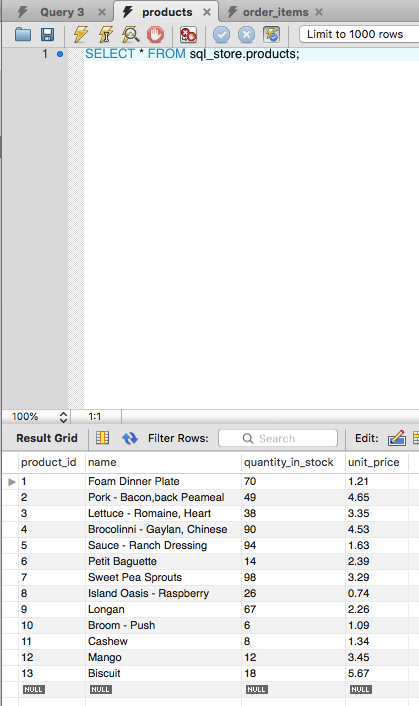 Query 3
products
order_items
Limit to 1000 rows
1 SELECT * FROM sql_store.products;
100% 1:1
Result Grid Filter Rows: Search Edit:
product_id name quantity_in_stock unit_price
1 Foam Dinner Plate 70 1.21
2 Pork - Bacon,back Peameal 49 4.65
3 Lettuce - Romaine, Heart 38 3.35
4 Brocolinni - Gaylan, Chinese 90 4.53
5 Sauce - Ranch Dressing 94 1.63
6 Petit Baguette 14 2.39
7 Sweet Pea Sprouts 98 3.29
8 Island Oasis - Raspberry 26 0.74
9 Longan 67 2.26
10 Broom - Push 6 1.09
11 Cashew 8 1.34
12 Mango 12 3.45
13 Biscuit 18 5.67
NULL NULL NULL NULL